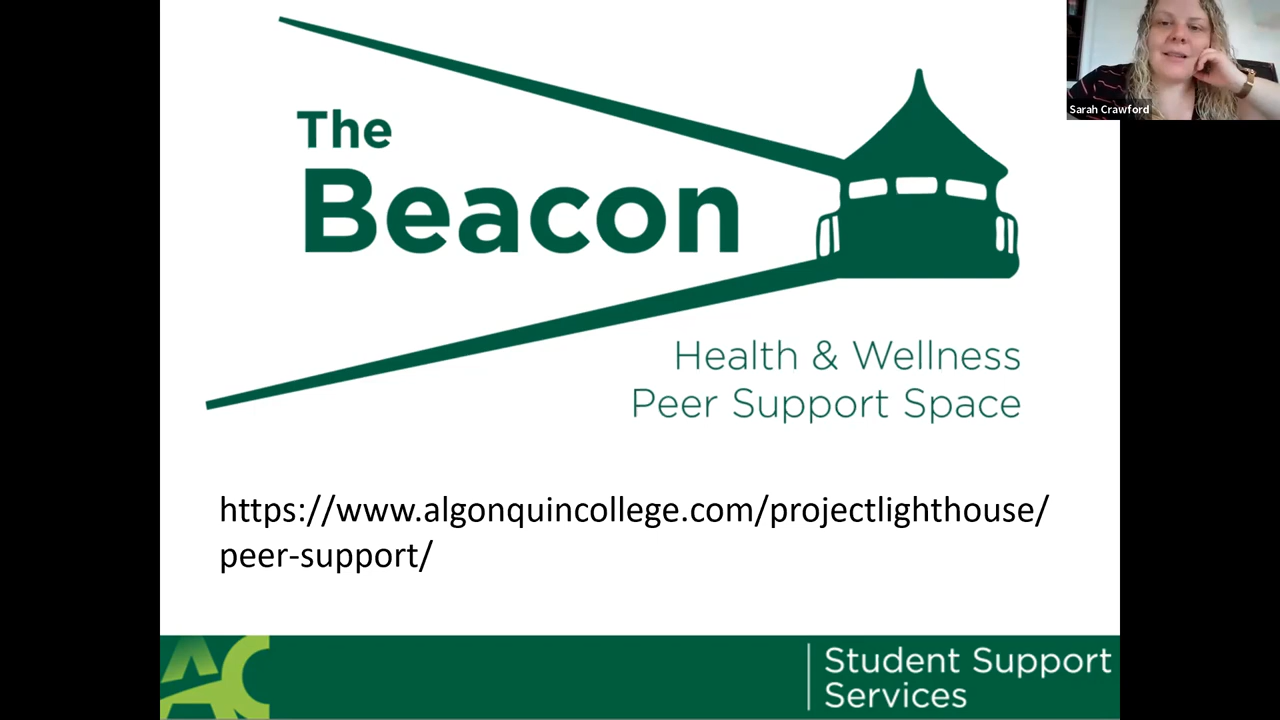 The
Beacon
Health & Wellness
Peer Support Space
https://www.algonquincollege.com/projectlighthouse/
peer-support/
AC
Student Support
Services
Sarah Crawford